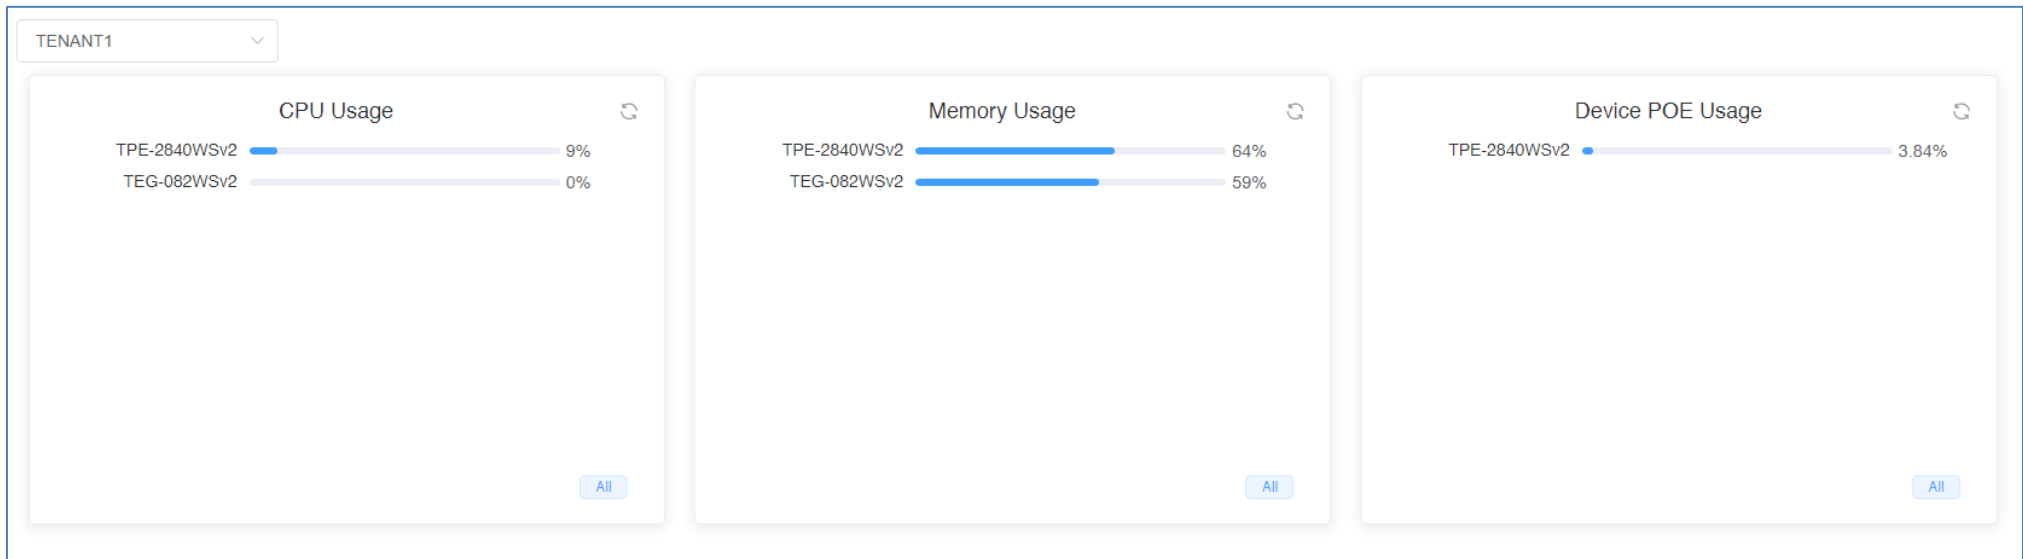 TENANT1
CPU Usage
TPE-2840WSv2 9%
TEG-082WSv2 0%
All
Memory Usage
TPE-2840WSv2 64%
TEG-082WSv2 59%
All
Device POE Usage
TPE-2840WSv2 3.84%
All